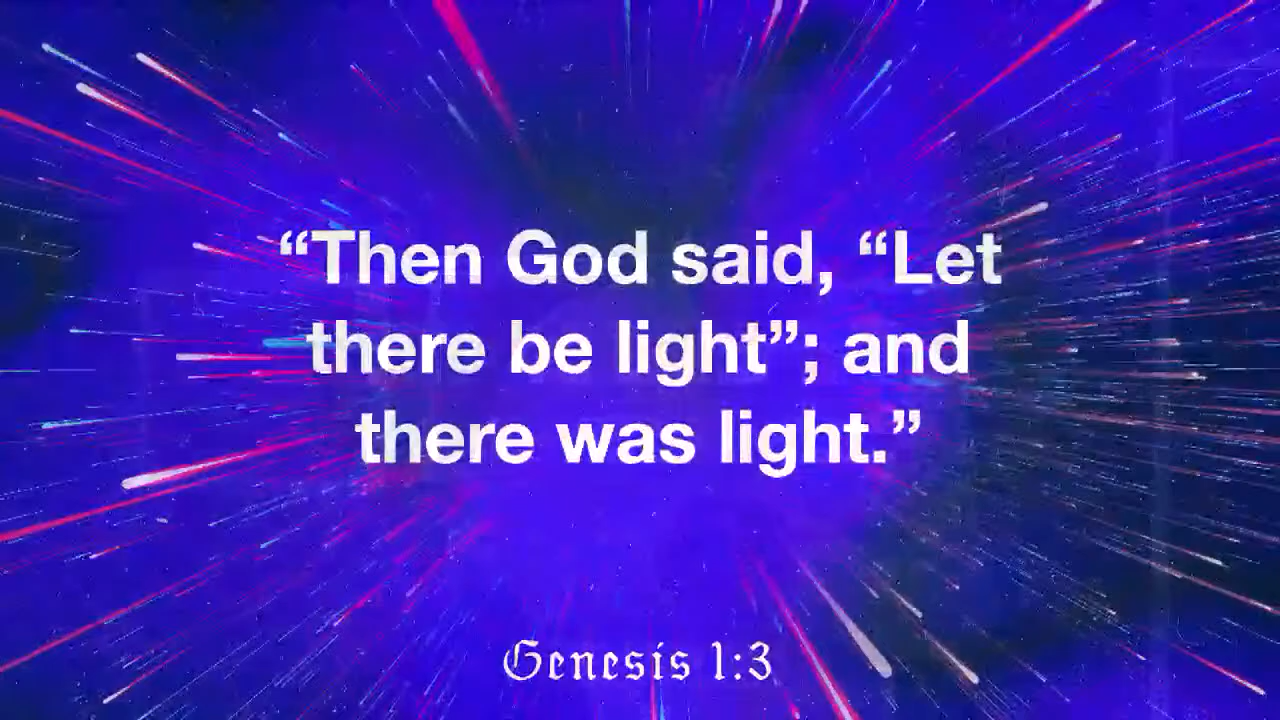 “Then God said, “Let
there be light”; and
there was light.”
Genesis 1:3